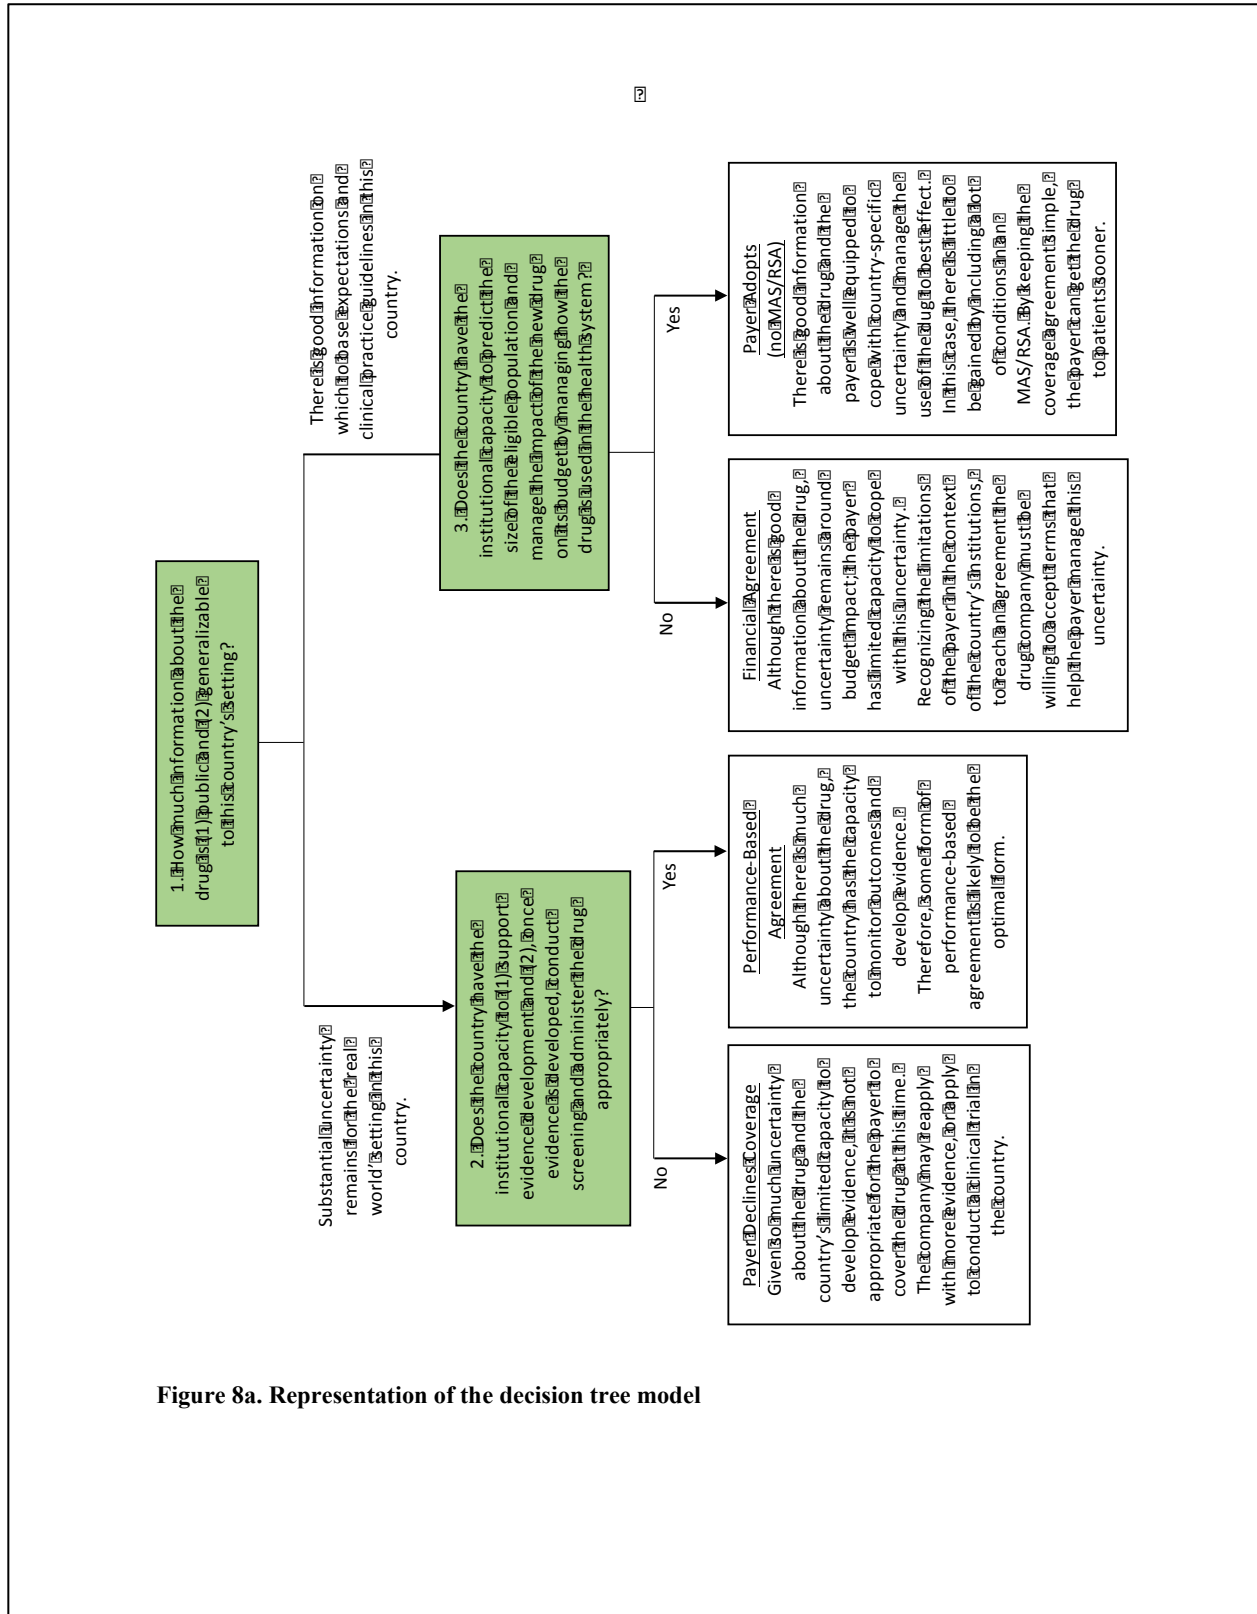 1. How much information about the
drug is (1) public and (2) generalizable
to this country's setting?
Substantial uncertainty
remains for the 'real
world' setting in this
country.
There is good information on
which to base expectations and
clinical practice guidelines in this
country.
2. Does the country have the
institutional capacity to (1) support
evidence development and (2), once
evidence is developed, conduct
screening and administer the drug
appropriately?
3. Does the country have the
institutional capacity to predict the
size of the eligible population and
manage the impact of the new drug
on its budget by managing how the
drug is used in the health system?
No
Yes
No
Yes
Payer Declines Coverage
Given so much uncertainty
about the drug and the
country's limited capacity to
develop evidence, it is not
appropriate for the payer to
cover the drug at this time.
The company may reapply
with more evidence, or apply
to conduct a clinical trial in
the country.
Performance-Based
Agreement
Although there is much
uncertainty about the drug,
the country has the capacity
to monitor outcomes and
develop evidence.
Therefore, some form of
performance-based
agreement is likely to be the
optimal form.
Financial Agreement
Although there is good
information about the drug,
uncertainty remains around
budget impact; the payer
has limited capacity to cope
with this uncertainty.
Recognizing the limitations
of the payer in the context
of the country's institutions,
to reach an agreement the
drug company must be
willing to accept terms that
help the payer manage this
uncertainty.
Payer Adopts
(no MAS/RSA)
There is good information
about the drug and the
payer is well equipped to
cope with country-specific
uncertainty and manage the
use of the dug to best effect.
In this case, there is little to
be gained by including a lot
of conditions in an
MAS/RSA. By keeping the
coverage agreement simple,
the payer can get the drug
to patients sooner.
Figure 8a. Representation of the decision tree model